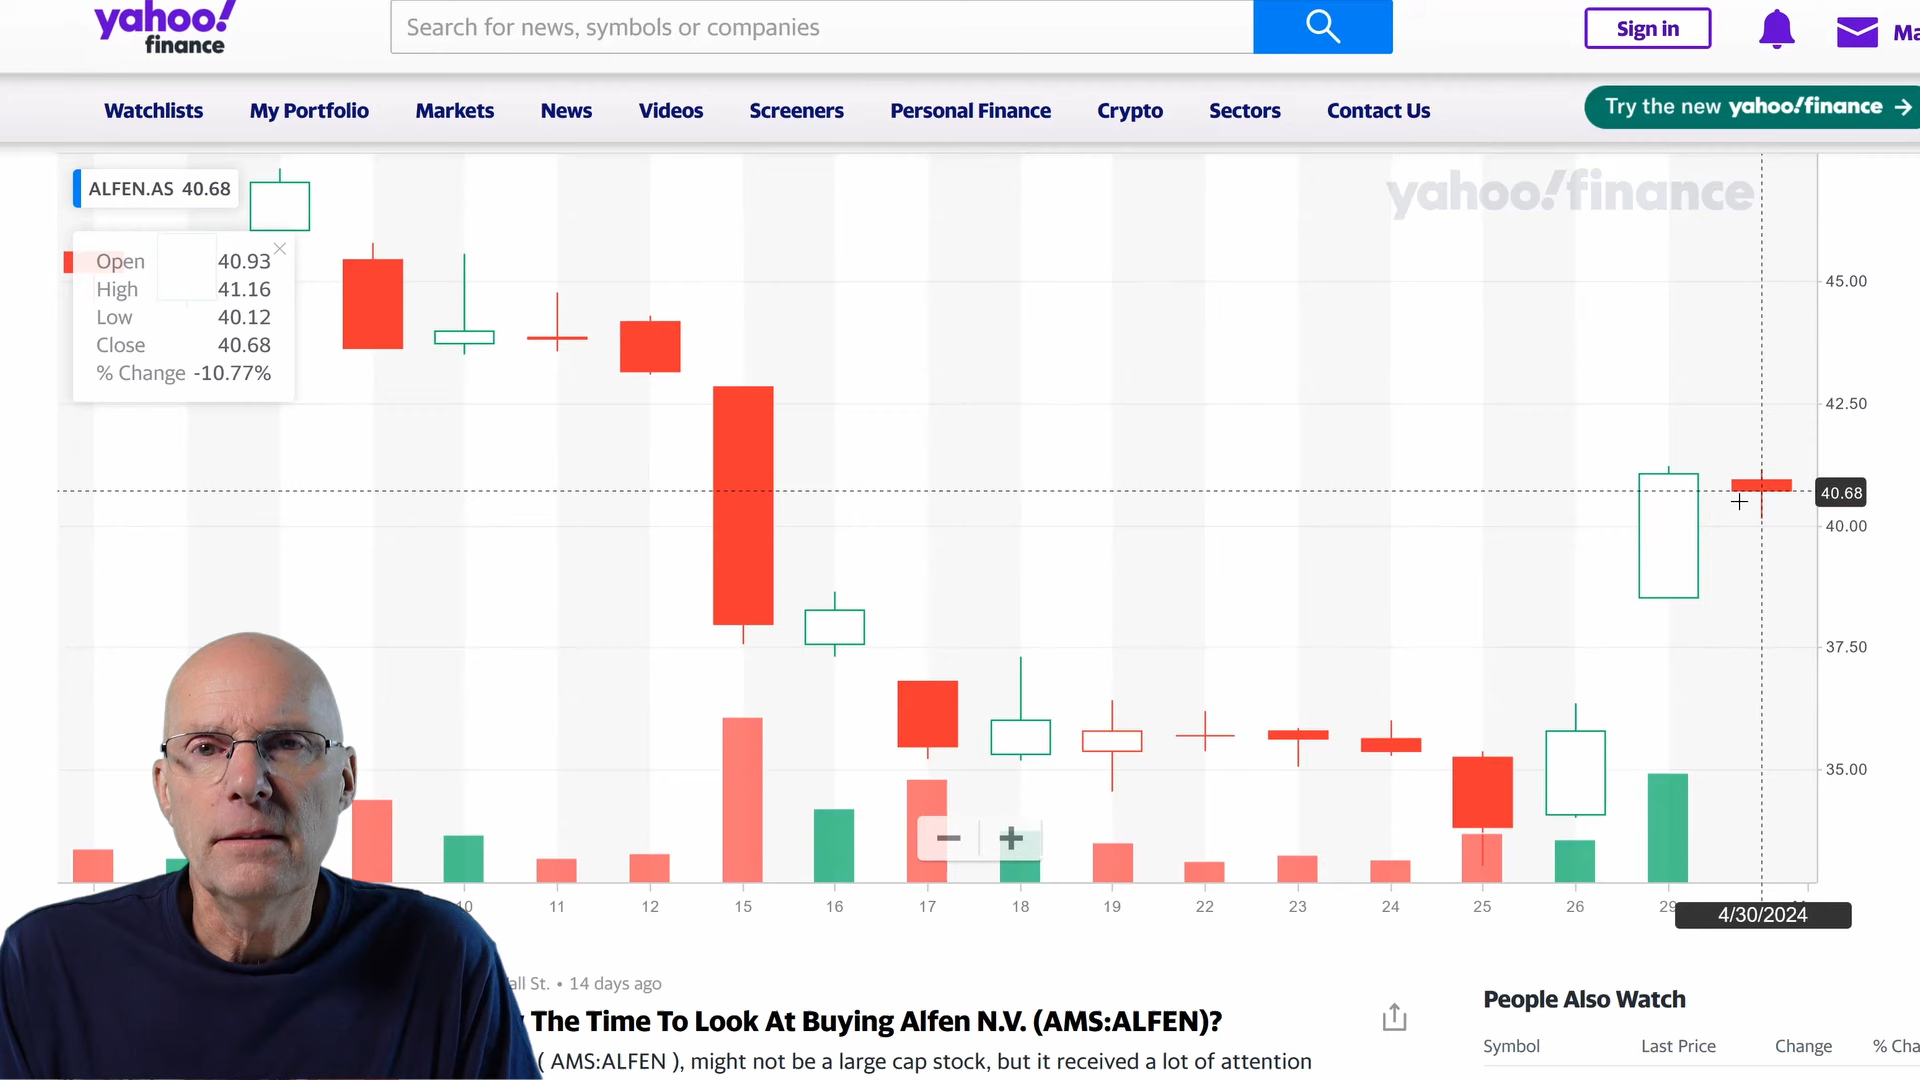 yahoo!
finance
Search for news, symbols or companies
Sign in
Watchlists
My Portfolio
Markets
News
Videos
Screeners
Personal Finance
Crypto
Sectors
Contact Us
Try the new yahoo!finance →
ALFEN.AS 40.68
yahoo!finance
Open 40.93
High 41.16
Low 40.12
Close 40.68
% Change -10.77%
45.00
42.50
40.68
40.00
37.50
35.00
10 11 12 15 16 17 18 19 22 23 24 25 26 29
4/30/2024
St. • 14 days ago
The Time To Look At Buying Alfen N.V. (AMS:ALFEN)?
( AMS:ALFEN ), might not be a large cap stock, but it received a lot of attention
People Also Watch
Symbol Last Price Change %